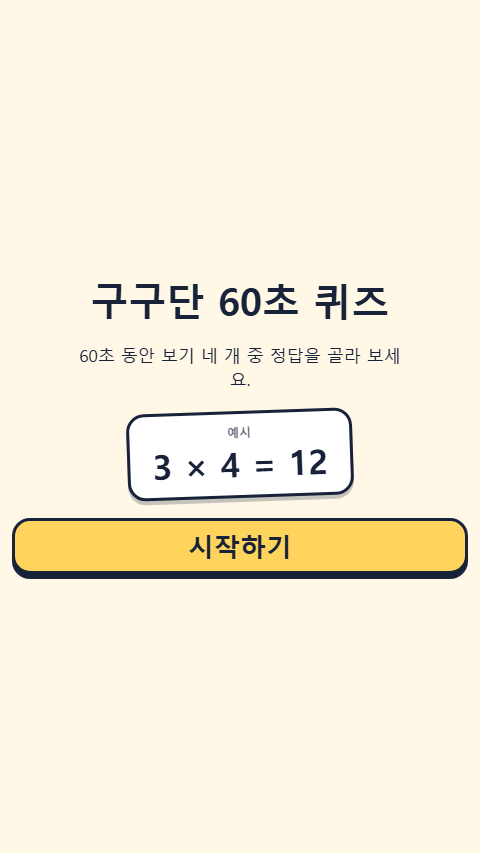 구구단 60초 퀴즈
60초 동안 보기 네 개 중 정답을 골라 보세
요.
예시
3 × 4 = 12
시작하기